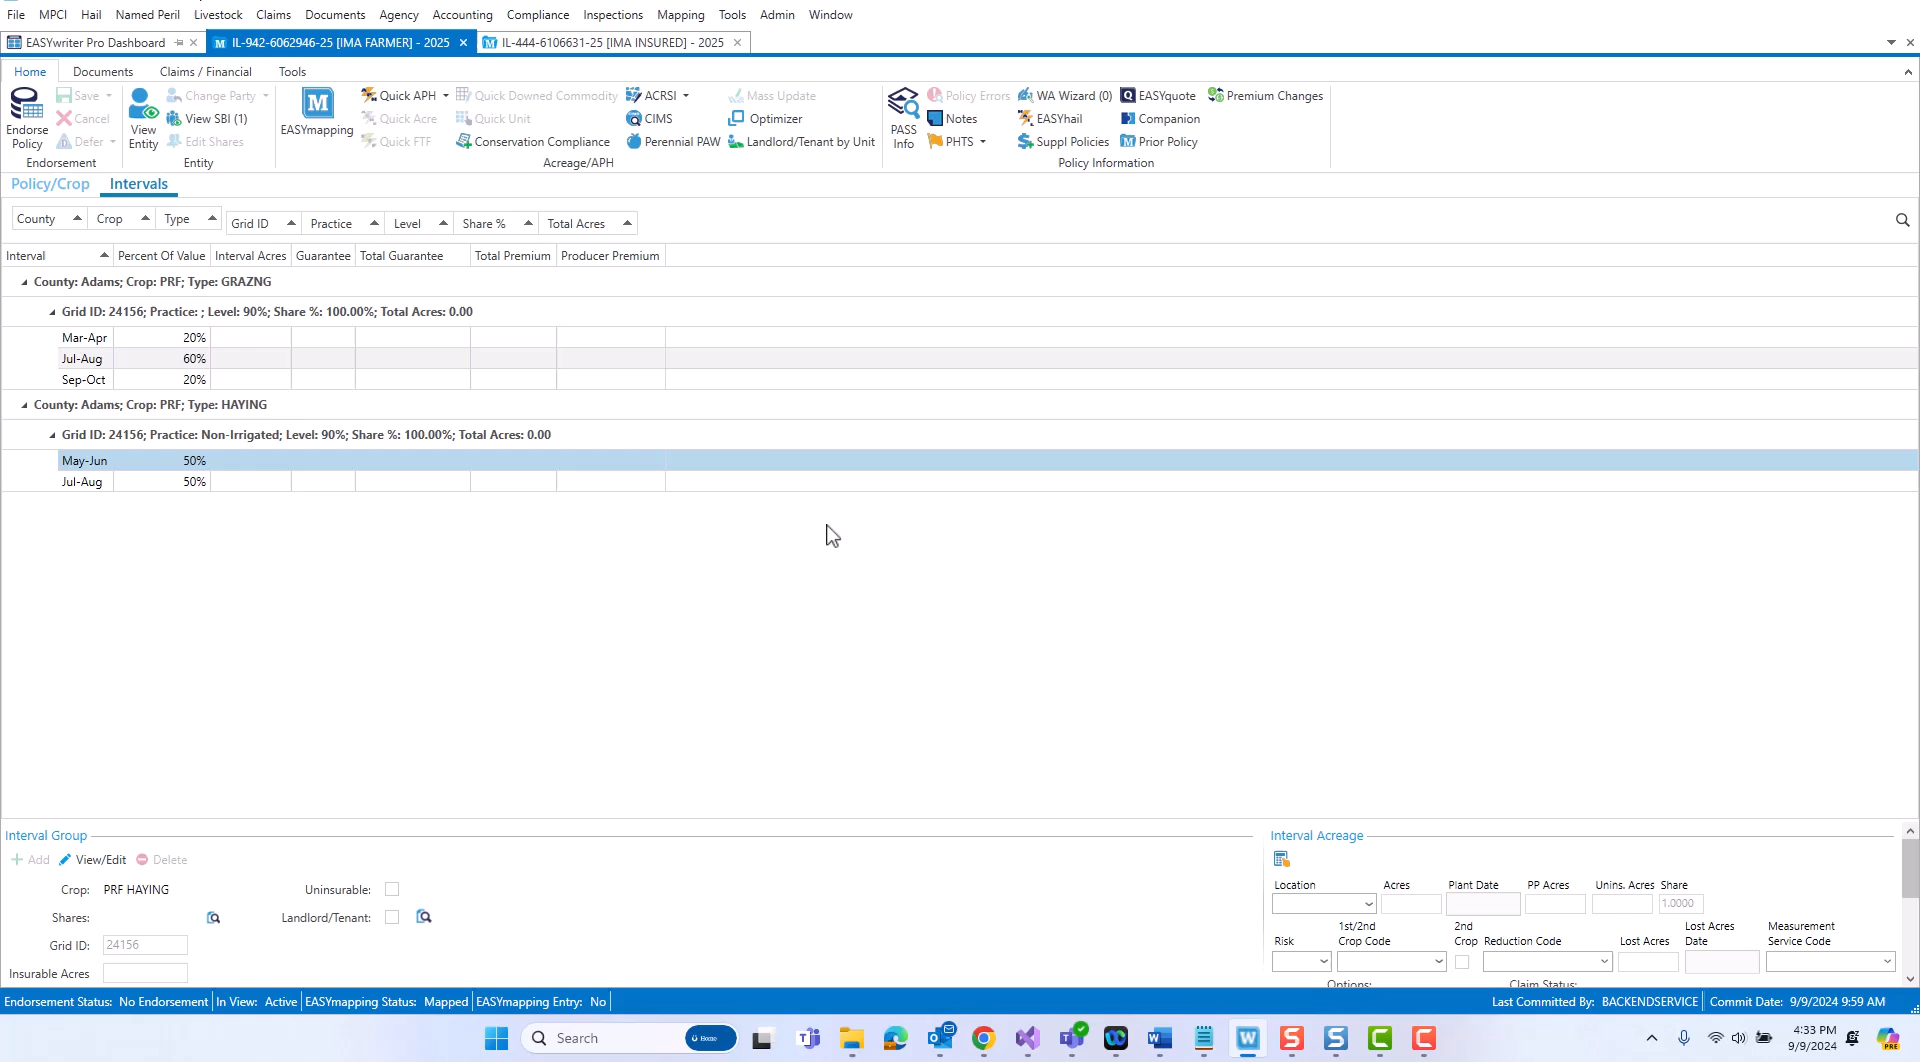 File MPCI Hail Named Peril Livestock Claims Documents Agency Accounting Compliance Inspections Mapping Tools Admin Window
EASYwriter Pro Dashboard IL-942-6062946-25 [IMA FARMER] - 2025 IL-444-6106631-25 [IMA INSURED] - 2025
Home Documents Claims / Financial Tools
Save Change Party Quick APH Quick Downed Commodity ACRSI Mass Update Policy Errors WA Wizard (0) EASYquote Premium Changes
Cancel View SBI (1) Quick Acre Quick Unit CIMS Optimizer Notes EASYhail Companion
Endorse Policy Defer View Entity Edit Shares EASYmapping Quick FTF Conservation Compliance Perennial PAW Landlord/Tenant by Unit PASS Info PHTS Suppl Policies Prior Policy
Endorsement Entity Acreage/APH Policy Information
Policy/Crop Intervals
County Crop Type Grid ID Practice Level Share % Total Acres
Interval Percent Of Value Interval Acres Guarantee Total Guarantee Total Premium Producer Premium
County: Adams; Crop: PRF; Type: GRAZNG
Grid ID: 24156; Practice: ; Level: 90%; Share %: 100.00%; Total Acres: 0.00
Mar-Apr 20%
Jul-Aug 60%
Sep-Oct 20%
County: Adams; Crop: PRF; Type: HAYING
Grid ID: 24156; Practice: Non-Irrigated; Level: 90%; Share %: 100.00%; Total Acres: 0.00
May-Jun 50%
Jul-Aug 50%
Interval Group
Add View/Edit Delete
Crop: PRF HAYING Uninsurable:
Shares: Landlord/Tenant:
Grid ID: 24156
Insurable Acres
Interval Acreage
Location Acres Plant Date PP Acres Unins. Acres Share
1.0000
1st/2nd 2nd Lost Acres Measurement
Risk Crop Code Crop Reduction Code Lost Acres Date Service Code
Options: Claim Status:
Endorsement Status: No Endorsement In View: Active EASYmapping Status: Mapped EASYmapping Entry: No Last Committed By: BACKENDSERVICE Commit Date: 9/9/2024 9:59 AM
Search Home 4:33 PM
9/9/2024
PRE